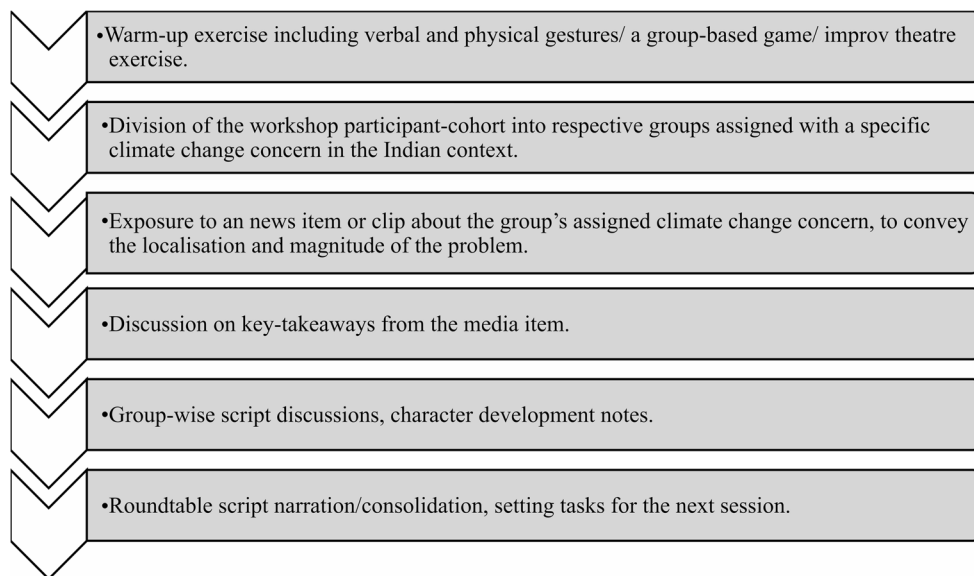 •Warm-up exercise including verbal and physical gestures/ a group-based game/ improv theatre
exercise.
•Division of the workshop participant-cohort into respective groups assigned with a specific
climate change concern in the Indian context.
•Exposure to an news item or clip about the group’s assigned climate change concern, to convey
the localisation and magnitude of the problem.
•Discussion on key-takeaways from the media item.
•Group-wise script discussions, character development notes.
•Roundtable script narration/consolidation, setting tasks for the next session.